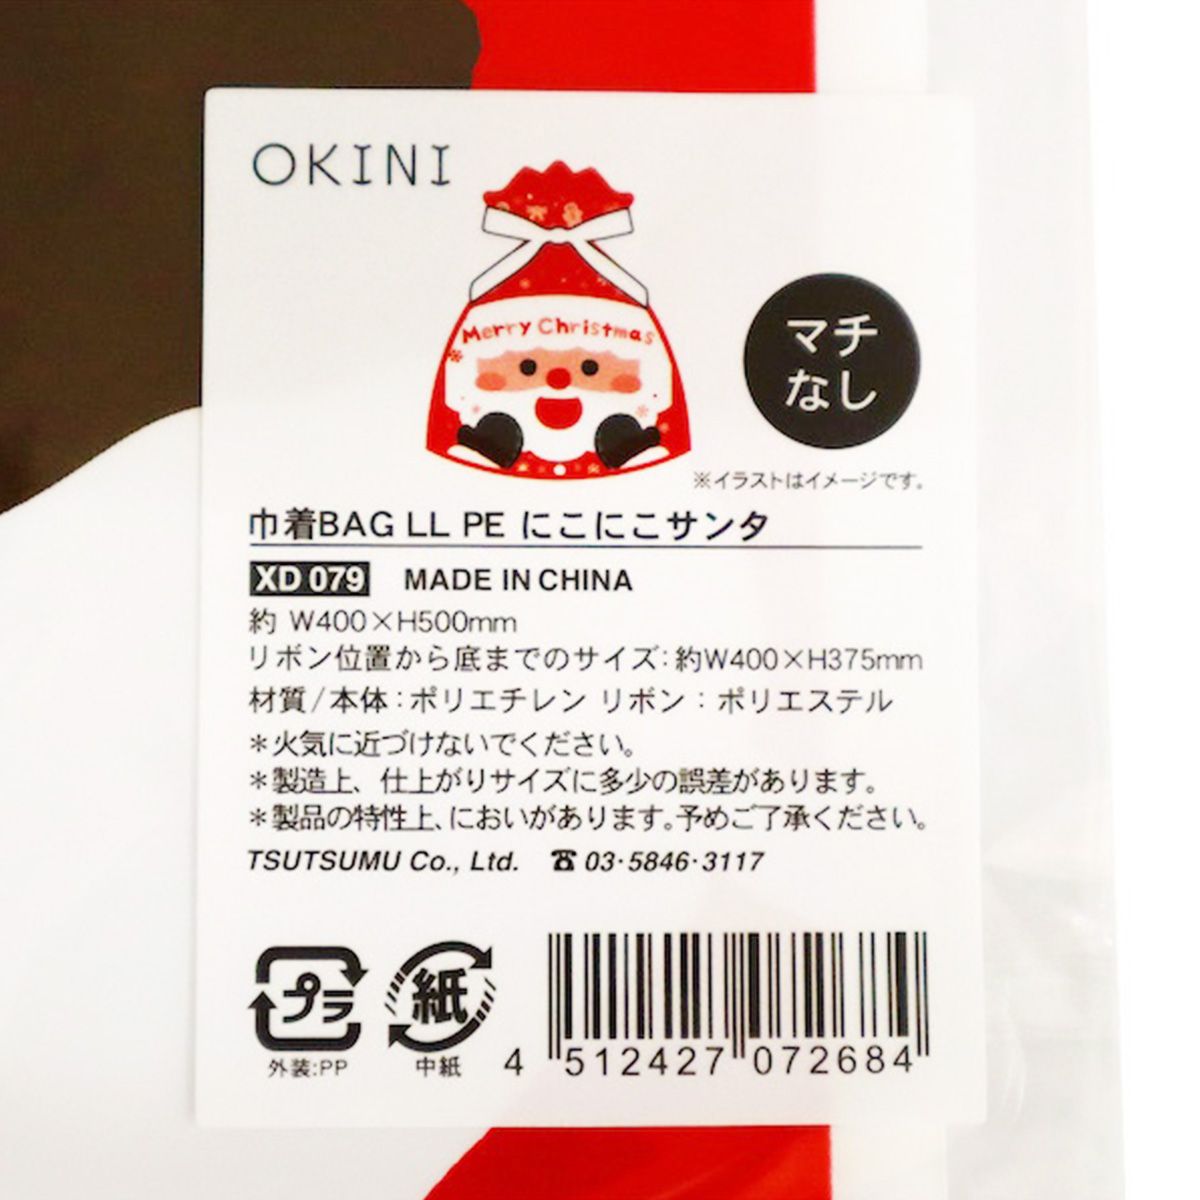 OKINI
Merry Christmas
マチ
なし
※イラストはイメージです。
巾着BAG LL PE にこにこサンタ
XD 079 MADE IN CHINA
約 W400×H500mm
リボン位置から底までのサイズ：約W400×H375mm
材質/本体：ポリエチレン リボン：ポリエステル
＊火気に近づけないでください。
＊製造上、仕上がりサイズに多少の誤差があります。
＊製品の特性上、においがあります。予めご了承ください。
TSUTSUMU Co., Ltd. ☎ 03·5846·3117
プラ
紙
外装:PP
中紙
4 512427 072684